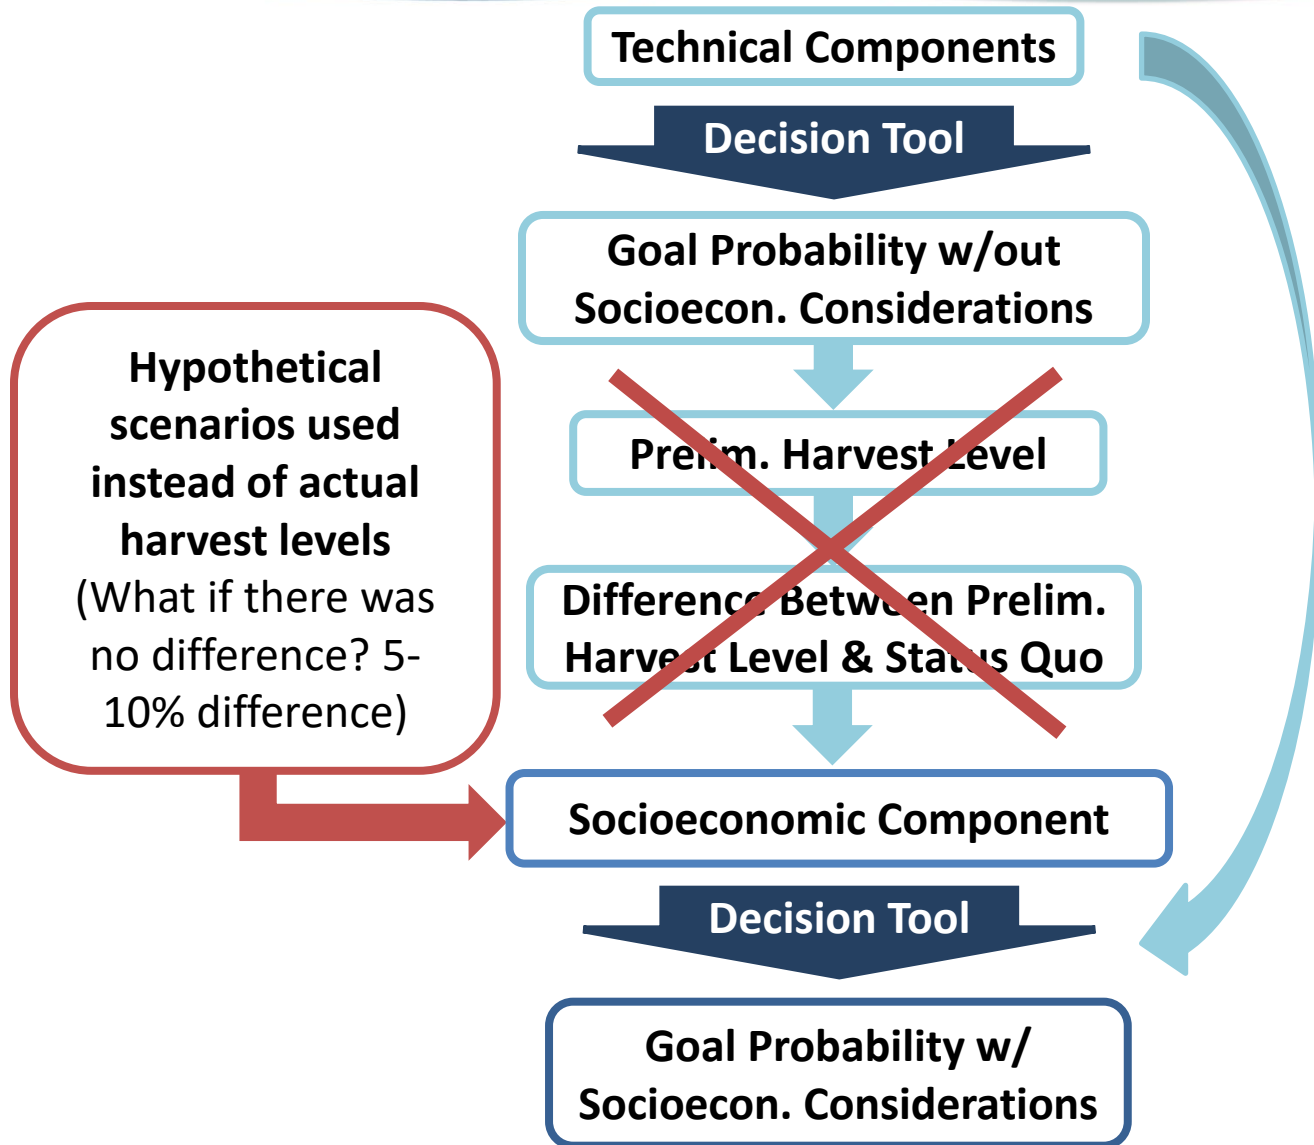 Technical Components
Decision Tool
Goal Probability w/out
Socioecon. Considerations
Hypothetical
scenarios used
instead of actual
harvest levels
(What if there was
no difference? 5-
10% difference)
Prelim. Harvest Level
Difference Between Prelim.
Harvest Level & Status Quo
Socioeconomic Component
Decision Tool
Goal Probability w/
Socioecon. Considerations